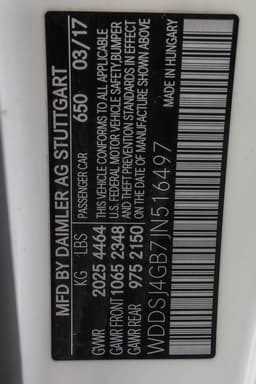 MFD BY DAIMLER AG STUTTGART
PASSENGER CAR 650 03/17
KG LBS
GVWR 2025 4464
GAWR FRONT 1065 2348
GAWR REAR 975 2150
THIS VEHICLE CONFORMS TO ALL APPLICABLE
U.S. FEDERAL MOTOR VEHICLE SAFETY, BUMPER
AND THEFT PREVENTION STANDARDS IN EFFECT
ON THE DATE OF MANUFACTURE SHOWN ABOVE
WDDSJ4GB7JN516497
MADE IN HUNGARY